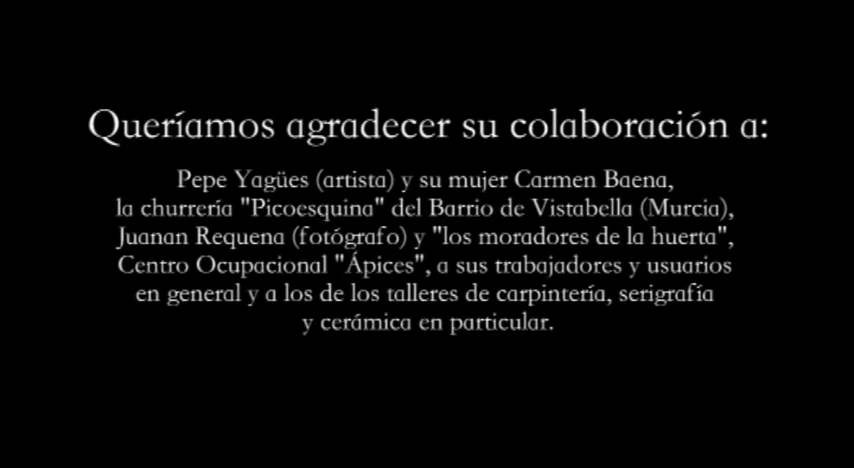 Queríamos agradecer su colaboración a:
Pepe Yagües (artista) y su mujer Carmen Baena,
la churrería "Picoesquina" del Barrio de Vistabella (Murcia),
Juanan Requena (fotógrafo) y "los moradores de la huerta",
Centro Ocupacional "Ápices", a sus trabajadores y usuarios
en general y a los de los talleres de carpintería, serigrafía
y cerámica en particular.